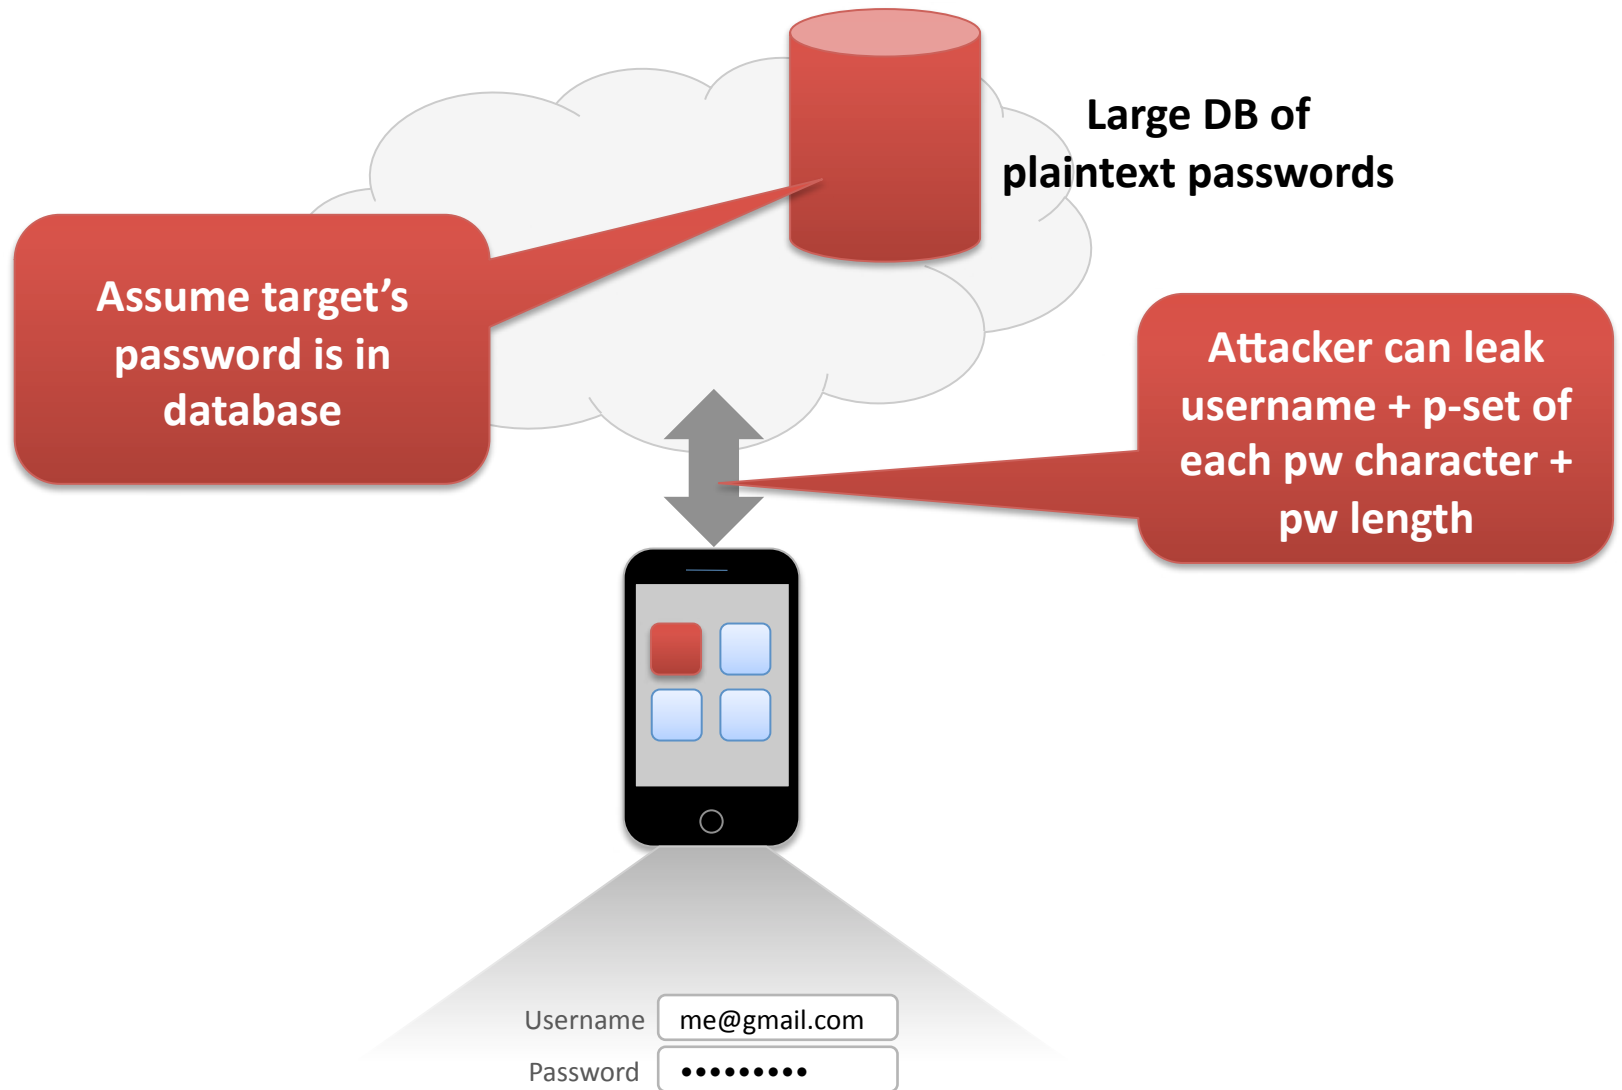 Large DB of
plaintext passwords
Assume target’s
password is in
database
Attacker can leak
username + p-set of
each pw character +
pw length
Username me@gmail.com
Password •••••••••